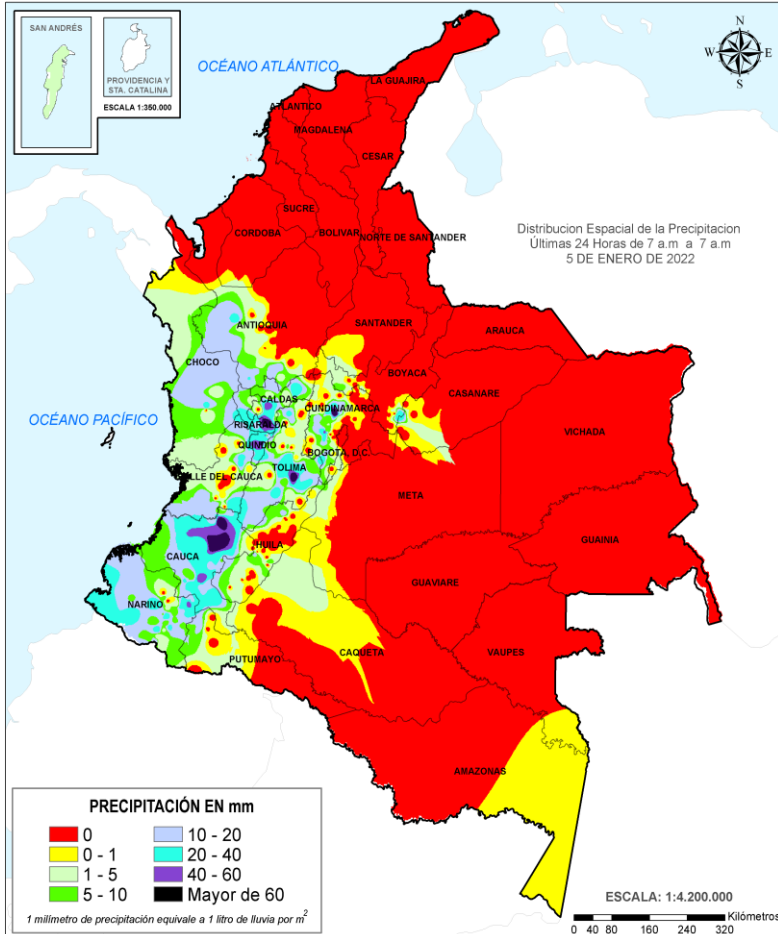 SAN ANDRÉS
PROVIDENCIA Y
STA. CATALINA
ESCALA 1:350.000
OCÉANO ATLÁNTICO
N
W E
S
LA GUAJIRA
ATLANTICO
MAGDALENA
CESAR
SUCRE
CORDOBA
BOLIVAR
NORTE DE SANTANDER
Distribucion Espacial de la Precipitacion
Últimas 24 Horas de 7 a.m a 7 a.m
5 DE ENERO DE 2022
ANTIOQUIA
SANTANDER
ARAUCA
CHOCO
BOYACA
CASANARE
CALDAS
CUNDINAMARCA
OCÉANO PACÍFICO
RISARALDA
VICHADA
QUINDIO
BOGOTA, D.C.
TOLIMA
VALLE DEL CAUCA
META
GUAINIA
HUILA
CAUCA
GUAVIARE
NARINO
CAQUETA
VAUPES
PUTUMAYO
AMAZONAS
PRECIPITACIÓN EN mm
0 10 - 20
0 - 1 20 - 40
1 - 5 40 - 60
5 - 10 Mayor de 60
1 milímetro de precipitación equivale a 1 litro de lluvia por m²
ESCALA: 1:4.200.000
Kilómetros
0 40 80 160 240 320